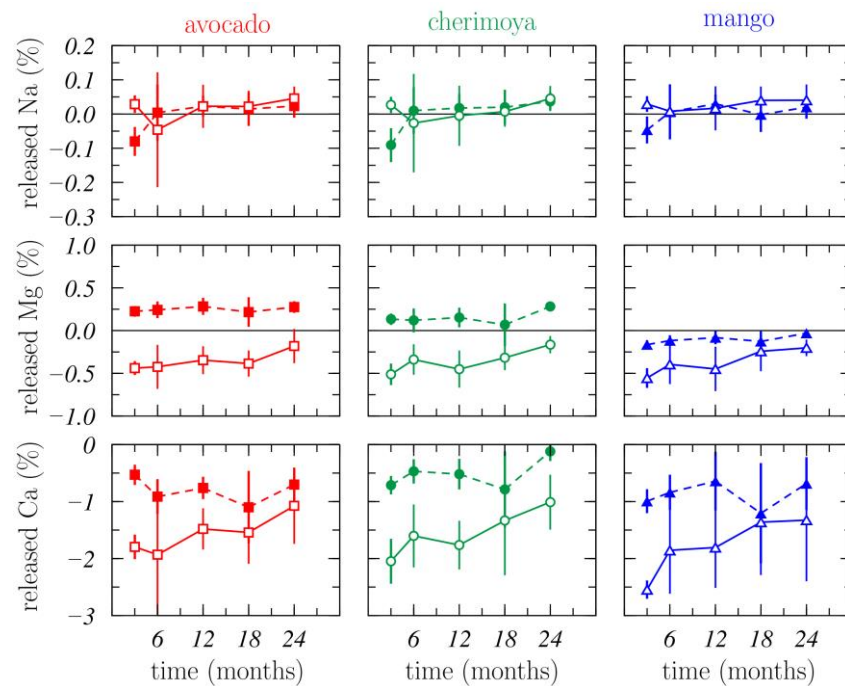 avocado cherimoya mango
released Na (%)
0.2
0.1
0.0
−0.1
−0.2
−0.3
released Mg (%)
1.0
0.5
0.0
−0.5
−1.0
released Ca (%)
0
−1
−2
−3
6 12 18 24 6 12 18 24 6 12 18 24
time (months) time (months) time (months)